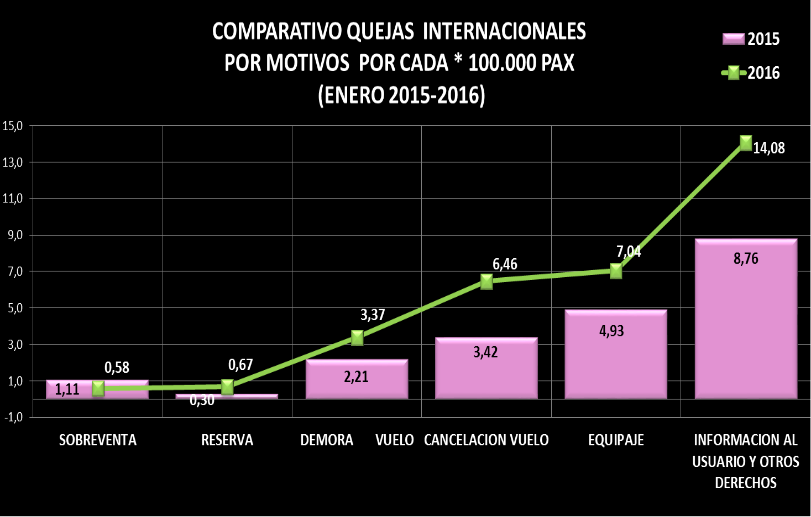 COMPARATIVO QUEJAS INTERNACIONALES
POR MOTIVOS POR CADA * 100.000 PAX
(ENERO 2015-2016)
2015
2016
15,0
13,0
11,0
9,0
7,0
5,0
3,0
1,0
-1,0
1,11
0,58
0,30
0,67
2,21
3,37
3,42
6,46
4,93
7,04
8,76
14,08
SOBREVENTA
RESERVA
DEMORA VUELO
CANCELACION VUELO
EQUIPAJE
INFORMACION AL
USUARIO Y OTROS
DERECHOS